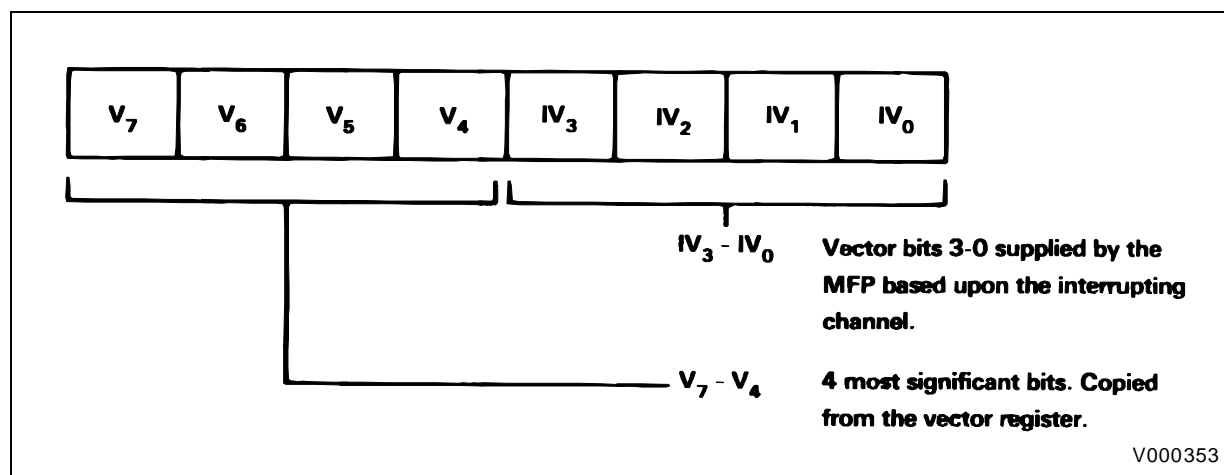 V₇ V₆ V₅ V₄ IV₃ IV₂ IV₁ IV₀
IV₃ - IV₀ Vector bits 3-0 supplied by the
MFP based upon the interrupting
channel.
V₇ - V₄ 4 most significant bits. Copied
from the vector register.
V000353